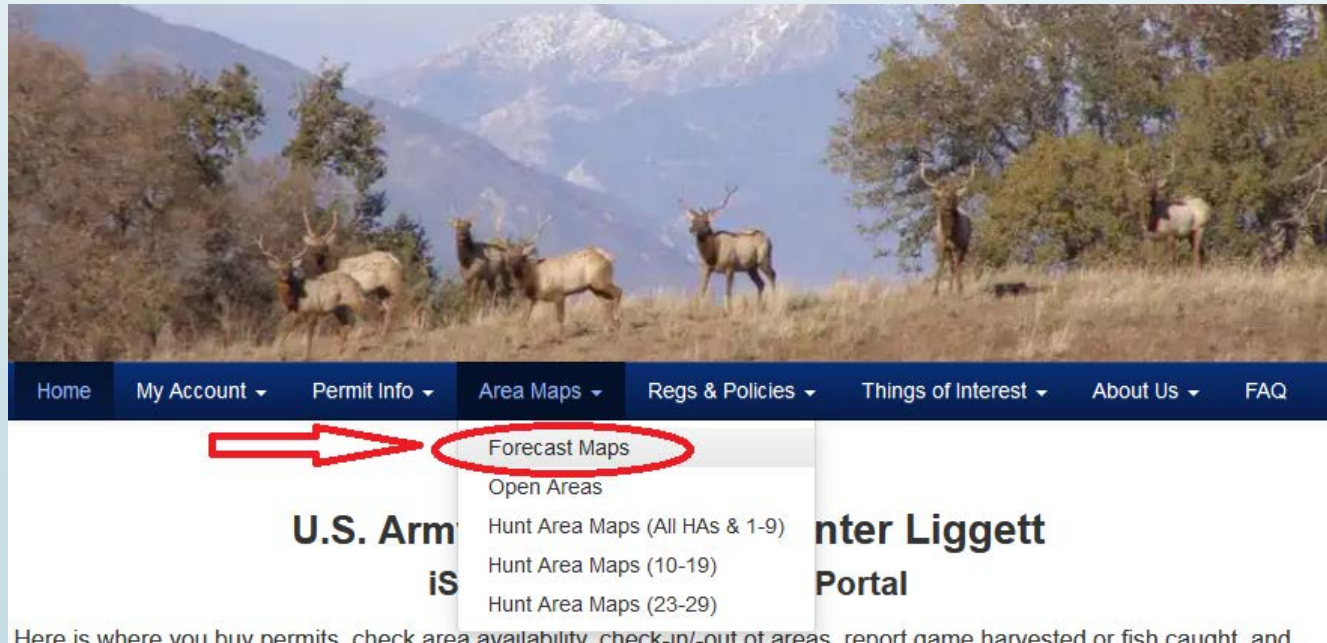 Home My Account Permit Info Area Maps Regs & Policies Things of Interest About Us FAQ
Forecast Maps
Open Areas
Hunt Area Maps (All HAs & 1-9)
Hunt Area Maps (10-19)
Hunt Area Maps (23-29)
U.S. Arm nter Liggett
iS Portal
Here is where you buy permits, check area availability, check-in/-out of areas, report game harvested or fish caught, and